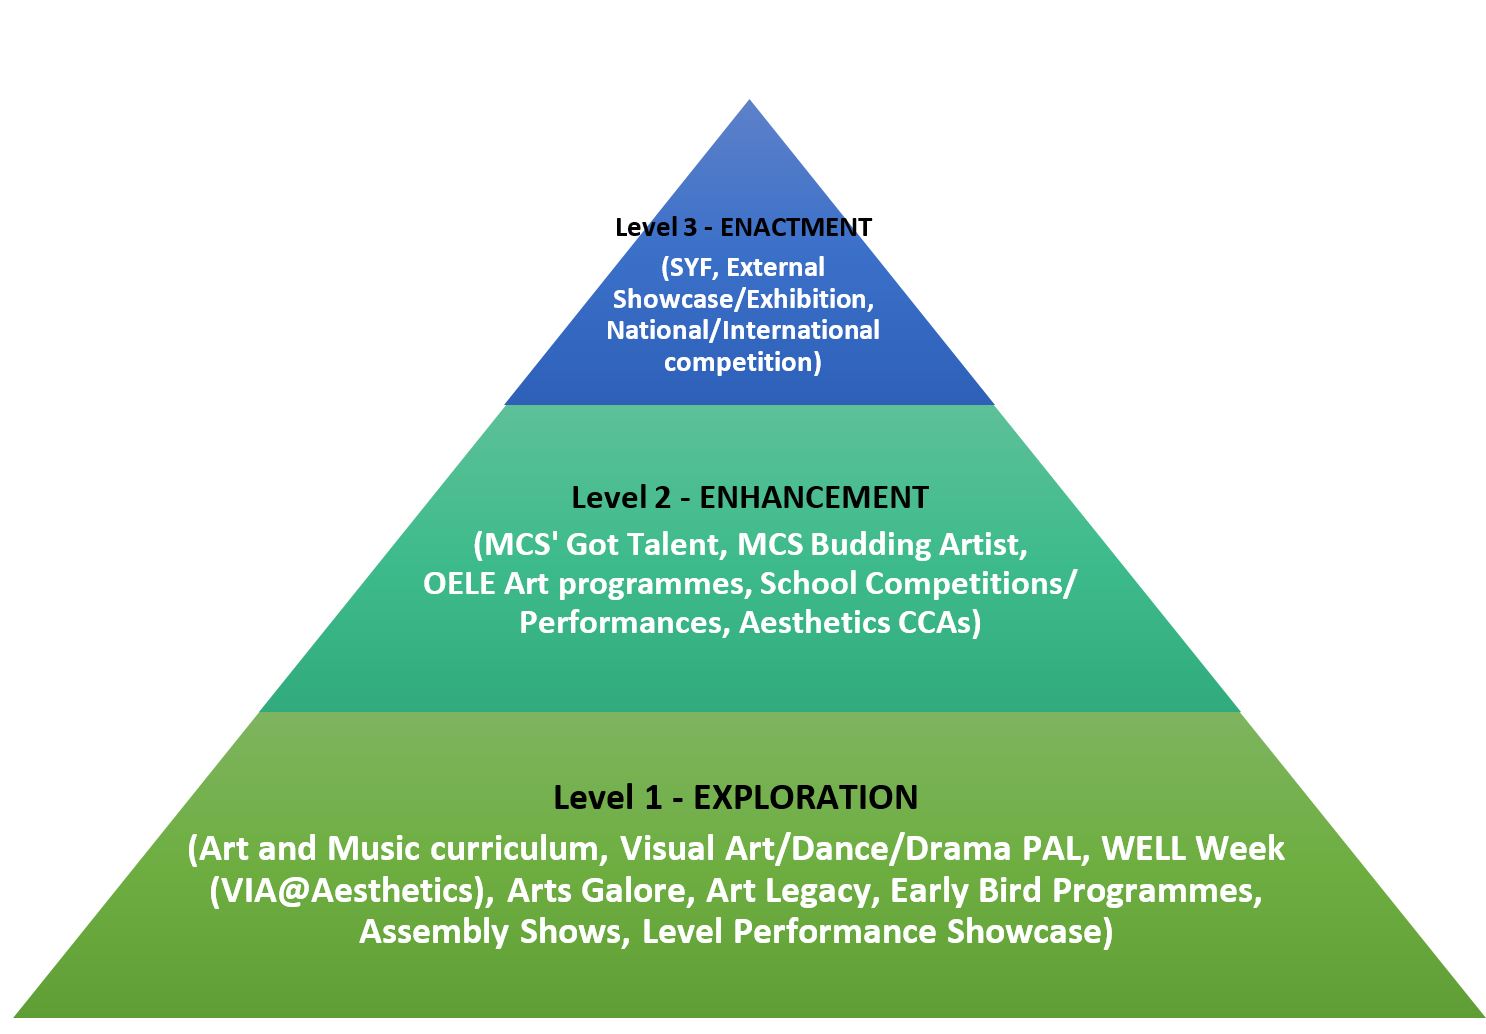 Level 3 - ENACTMENT
(SYF, External
Showcase/Exhibition,
National/International
competition)
Level 2 - ENHANCEMENT
(MCS' Got Talent, MCS Budding Artist,
OELE Art programmes, School Competitions/
Performances, Aesthetics CCAs)
Level 1 - EXPLORATION
(Art and Music curriculum, Visual Art/Dance/Drama PAL, WELL Week
(VIA@Aesthetics), Arts Galore, Art Legacy, Early Bird Programmes,
Assembly Shows, Level Performance Showcase)